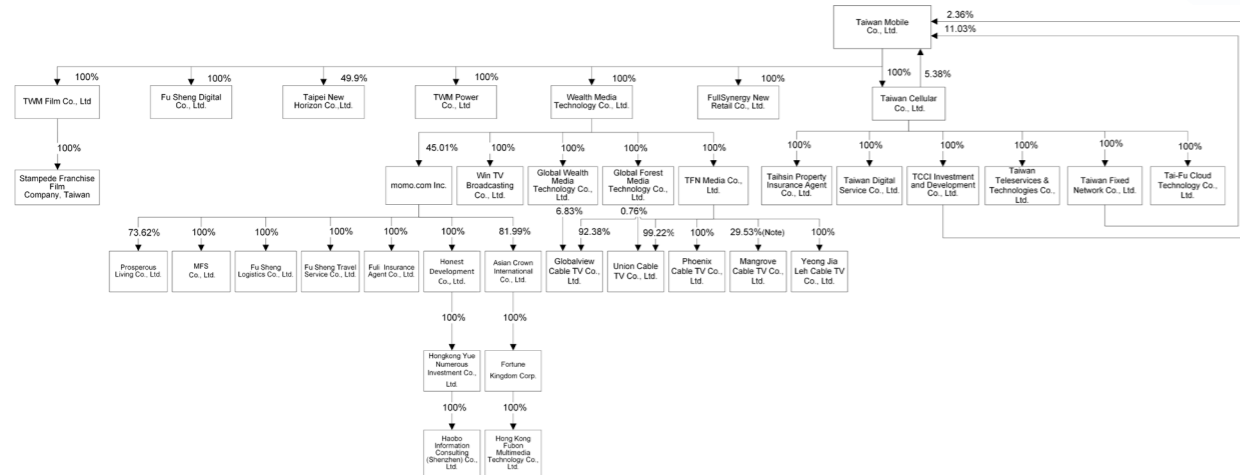 Taiwan Mobile
Co., Ltd.
2.36%
11.03%
100%
100%
49.9%
100%
100%
100%
100%
5.38%
TWM Film Co., Ltd
Fu Sheng Digital
Co., Ltd.
Taipei New
Horizon Co.,Ltd.
TWM Power
Co., Ltd
Wealth Media
Technology Co., Ltd.
FullSynergy New
Retail Co., Ltd.
Taiwan Cellular
Co., Ltd.
100%
45.01%
100%
100%
100%
100%
100%
100%
100%
100%
100%
100%
Stampede Franchise
Film
Company, Taiwan
momo.com Inc.
Win TV
Broadcasting
Co., Ltd.
Global Wealth
Media
Technology Co.,
Ltd.
Global Forest
Media
Technology Co.,
Ltd.
TFN Media Co.,
Ltd.
Taihsin Property
Insurance Agent
Co., Ltd.
Taiwan Digital
Service Co., Ltd.
TCCI Investment
and Development
Co., Ltd.
Taiwan
Teleservices &
Technologies Co.,
Ltd.
Taiwan Fixed
Network Co., Ltd.
Tai-Fu Cloud
Technology Co.,
Ltd.
6.83%
0.76%
73.62%
100%
100%
100%
100%
100%
81.99%
92.38%
99.22%
100%
29.53%(Note)
100%
Prosperous
Living Co., Ltd.
MFS
Co., Ltd.
Fu Sheng
Logistics Co., Ltd.
Fu Sheng Travel
Service Co., Ltd.
Fuli Insurance
Agent Co., Ltd.
Honest
Development
Co., Ltd.
Asian Crown
International Co.,
Ltd.
Globalview
Cable TV Co.,
Ltd.
Union Cable
TV Co., Ltd.
Phoenix
Cable TV Co.,
Ltd.
Mangrove
Cable TV Co.,
Ltd.
Yeong Jia
Leh Cable TV
Co., Ltd.
100%
100%
Hongkong Yue
Numerous
Investment Co.,
Ltd.
Fortune
Kingdom Corp.
100%
100%
Haobo
Information
Consulting
(Shenzhen) Co.,
Ltd.
Hong Kong
Fubon
Multimedia
Technology Co.,
Ltd.